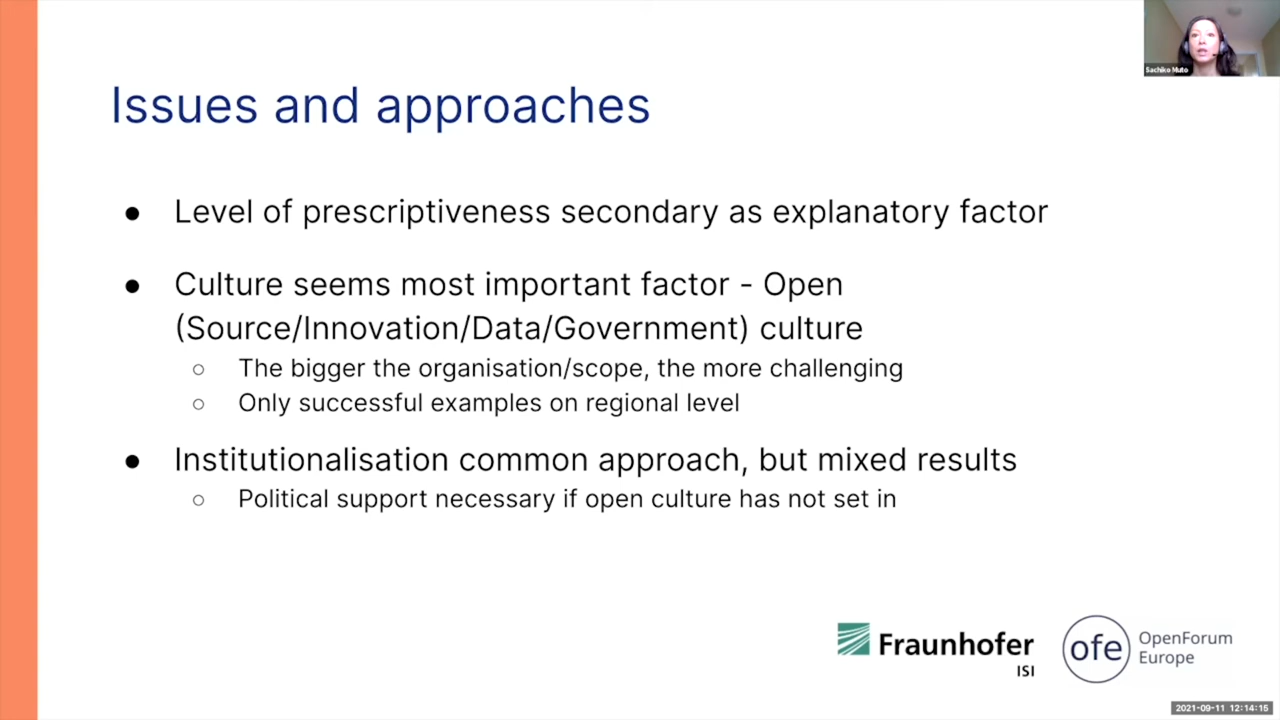 Sachiko Muto
Issues and approaches
● Level of prescriptiveness secondary as explanatory factor
● Culture seems most important factor - Open
(Source/Innovation/Data/Government) culture
○ The bigger the organisation/scope, the more challenging
○ Only successful examples on regional level
● Institutionalisation common approach, but mixed results
○ Political support necessary if open culture has not set in
Fraunhofer
ISI
ofe
OpenForum
Europe
2021-09-11 12:14:15